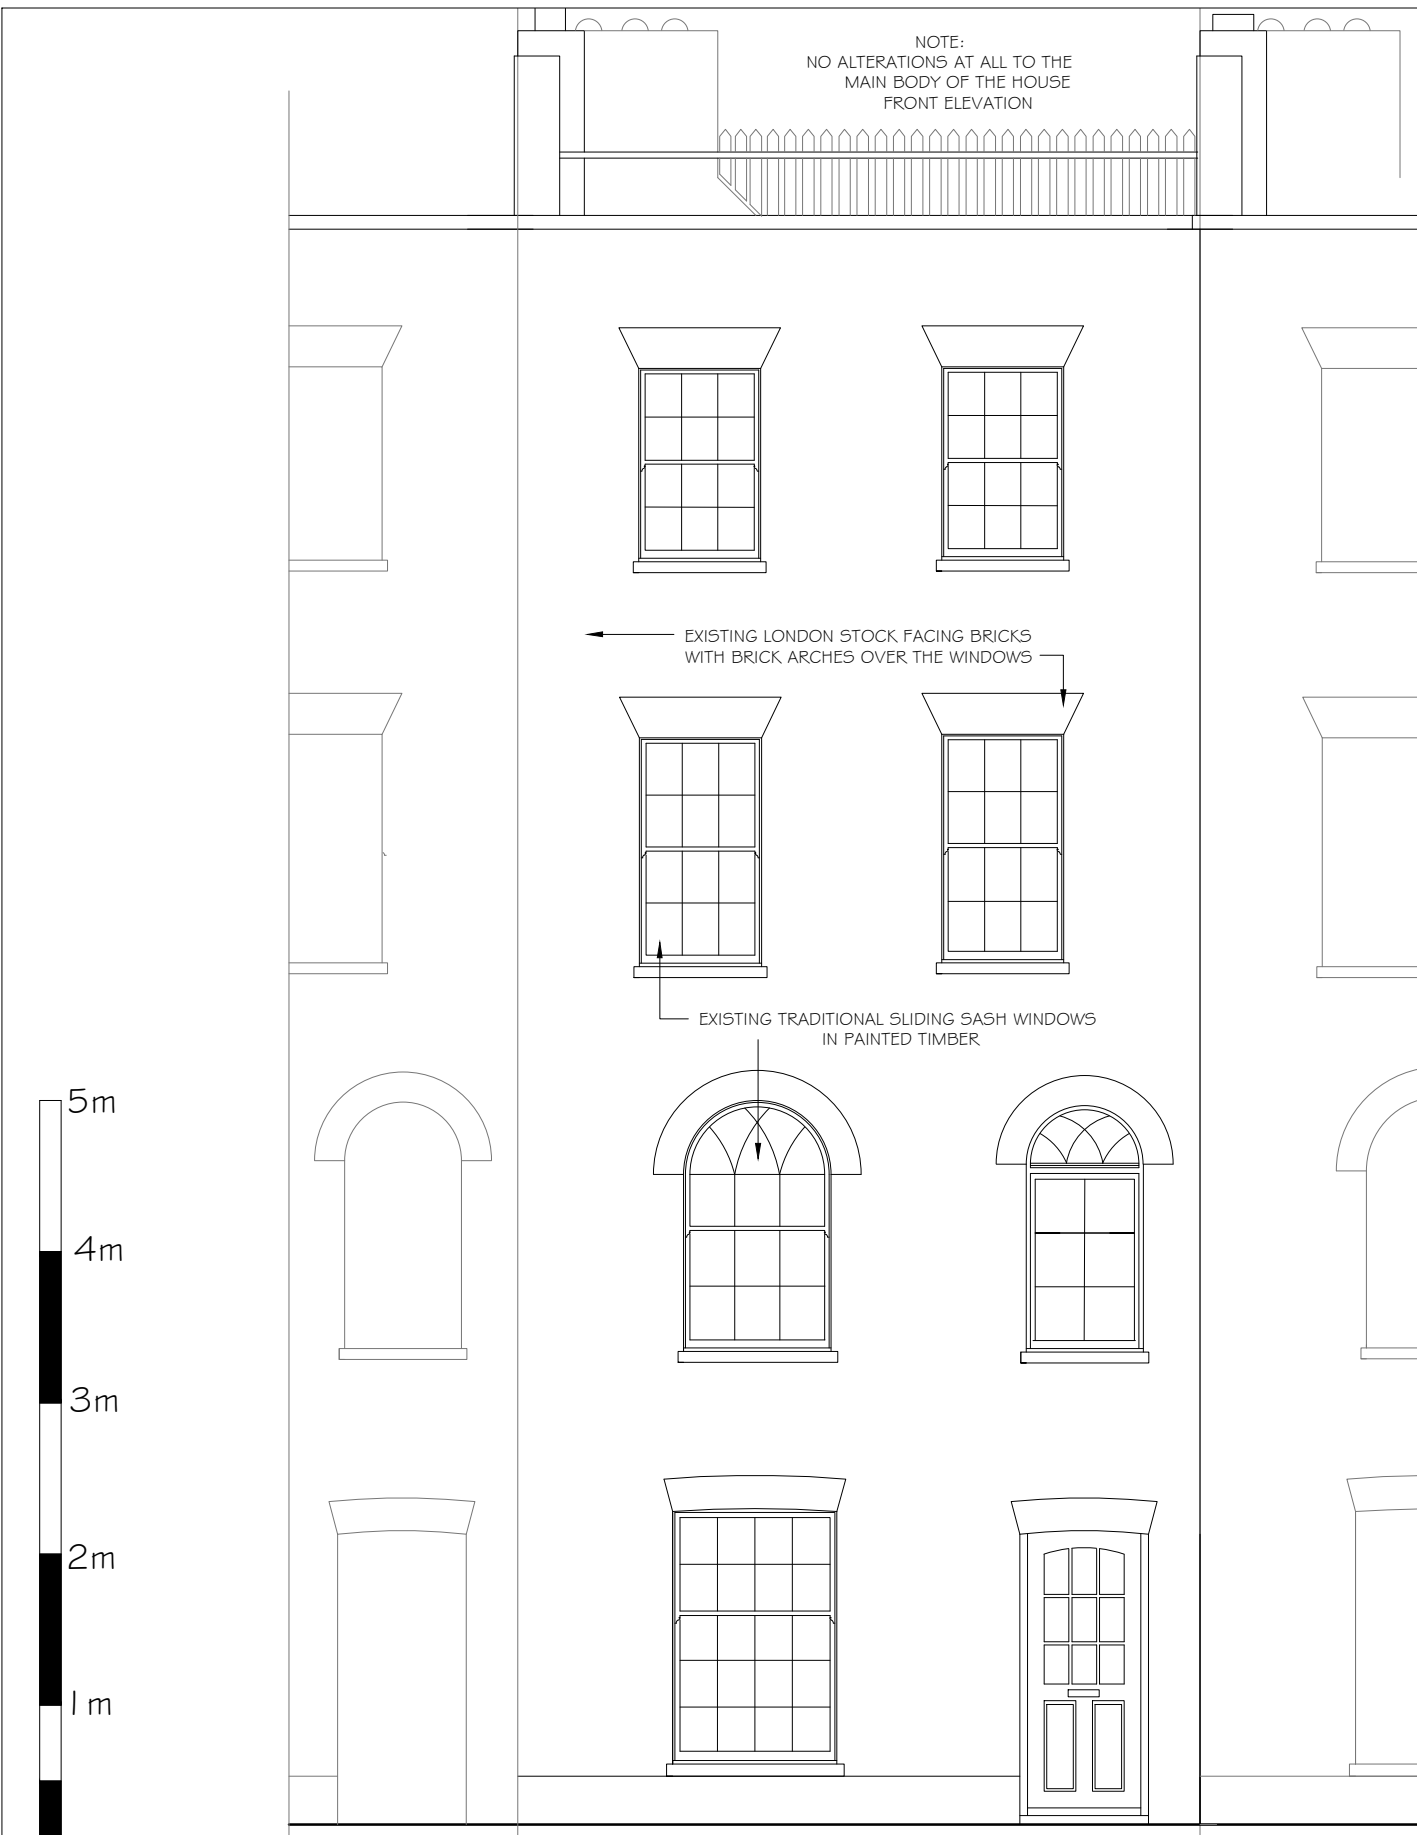 NOTE:
NO ALTERATIONS AT ALL TO THE
MAIN BODY OF THE HOUSE
FRONT ELEVATION
EXISTING LONDON STOCK FACING BRICKS
WITH BRICK ARCHES OVER THE WINDOWS
EXISTING TRADITIONAL SLIDING SASH WINDOWS
IN PAINTED TIMBER
5m
4m
3m
2m
1m